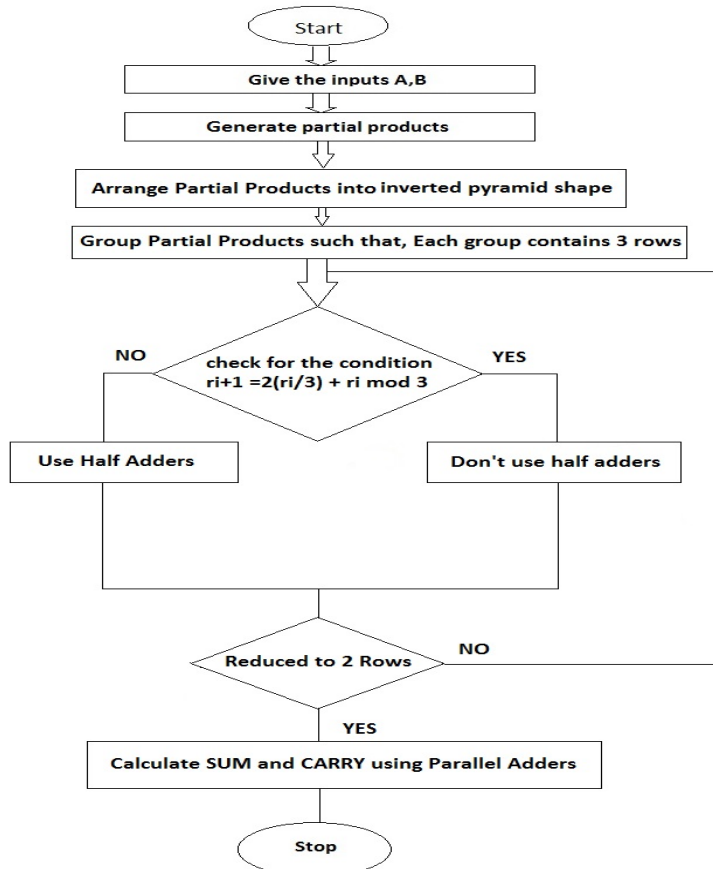 Start
Give the inputs A,B
Generate partial products
Arrange Partial Products into inverted pyramid shape
Group Partial Products such that, Each group contains 3 rows
NO
YES
check for the condition
ri+1 =2(ri/3) + ri mod 3
Use Half Adders
Don't use half adders
Reduced to 2 Rows
NO
YES
Calculate SUM and CARRY using Parallel Adders
Stop